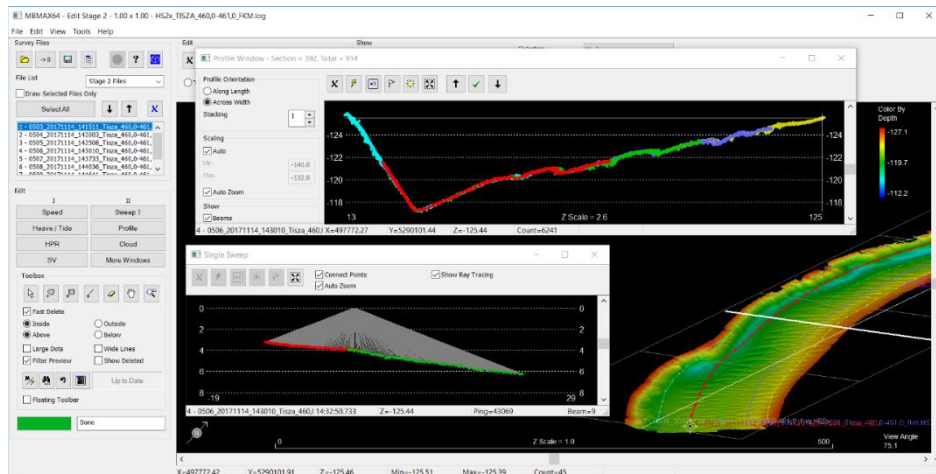 MBMAX64 - Edit Stage 2 - 1.00 x 1.00 - HS2x_TISZA_460,0-461,0_FKM.log
File Edit View Tools Help
Survey Files
Edit
Show
File List
Stage 2 Files
Draw Selected Files Only
Select All
1 - 0503_20171114_141511_Tisza_460,0-461,
2 - 0504_20171114_142003_Tisza_460,0-461,
3 - 0505_20171114_142508_Tisza_460,0-461,
4 - 0506_20171114_143010_Tisza_460,0-461,
5 - 0507_20171114_143733_Tisza_460,0-461,
6 - 0508_20171114_144036_Tisza_460,0-461,
Edit
I II
Speed Sweep 1
Heave / Tide Profile
HPR Cloud
SV More Windows
Toolbox
Fast Delete
Inside Outside
Above Below
Large Dots Wide Lines
Filter Preview Show Deleted
Up to Date
Floating Toolbar
Done
Profile Window - Section = 392, Total = 914
Profile Orientation
Along Length
Across Width
Stacking 1
Scaling
Auto
Min -140.0
Max -132.0
Auto Zoom
Show
Beams
-124 -124
-122 -122
-120 -120
-118 -118
13 Z Scale = 2.6 125
4 - 0506_20171114_143010_Tisza_460,( X=497772.27 Y=5290101.44 Z=-125.44 Count=6241
Color By
Depth
-127.1
-119.7
-112.2
Single Sweep
Connect Points Show Ray Tracing
Auto Zoom
0 0
2 2
4 4
6 6
8 8
-19 29
4 - 0506_20171114_143010_Tisza_460,( 14:32:50.733 Z=-125.44 Ping=43069 Beam=9
N
0 Z Scale = 1.0 500
View Angle
75.1
X=497772.42 Y=5290101.91 Z=-125.46 Min=-125.51 Max=-125.39 Count=45